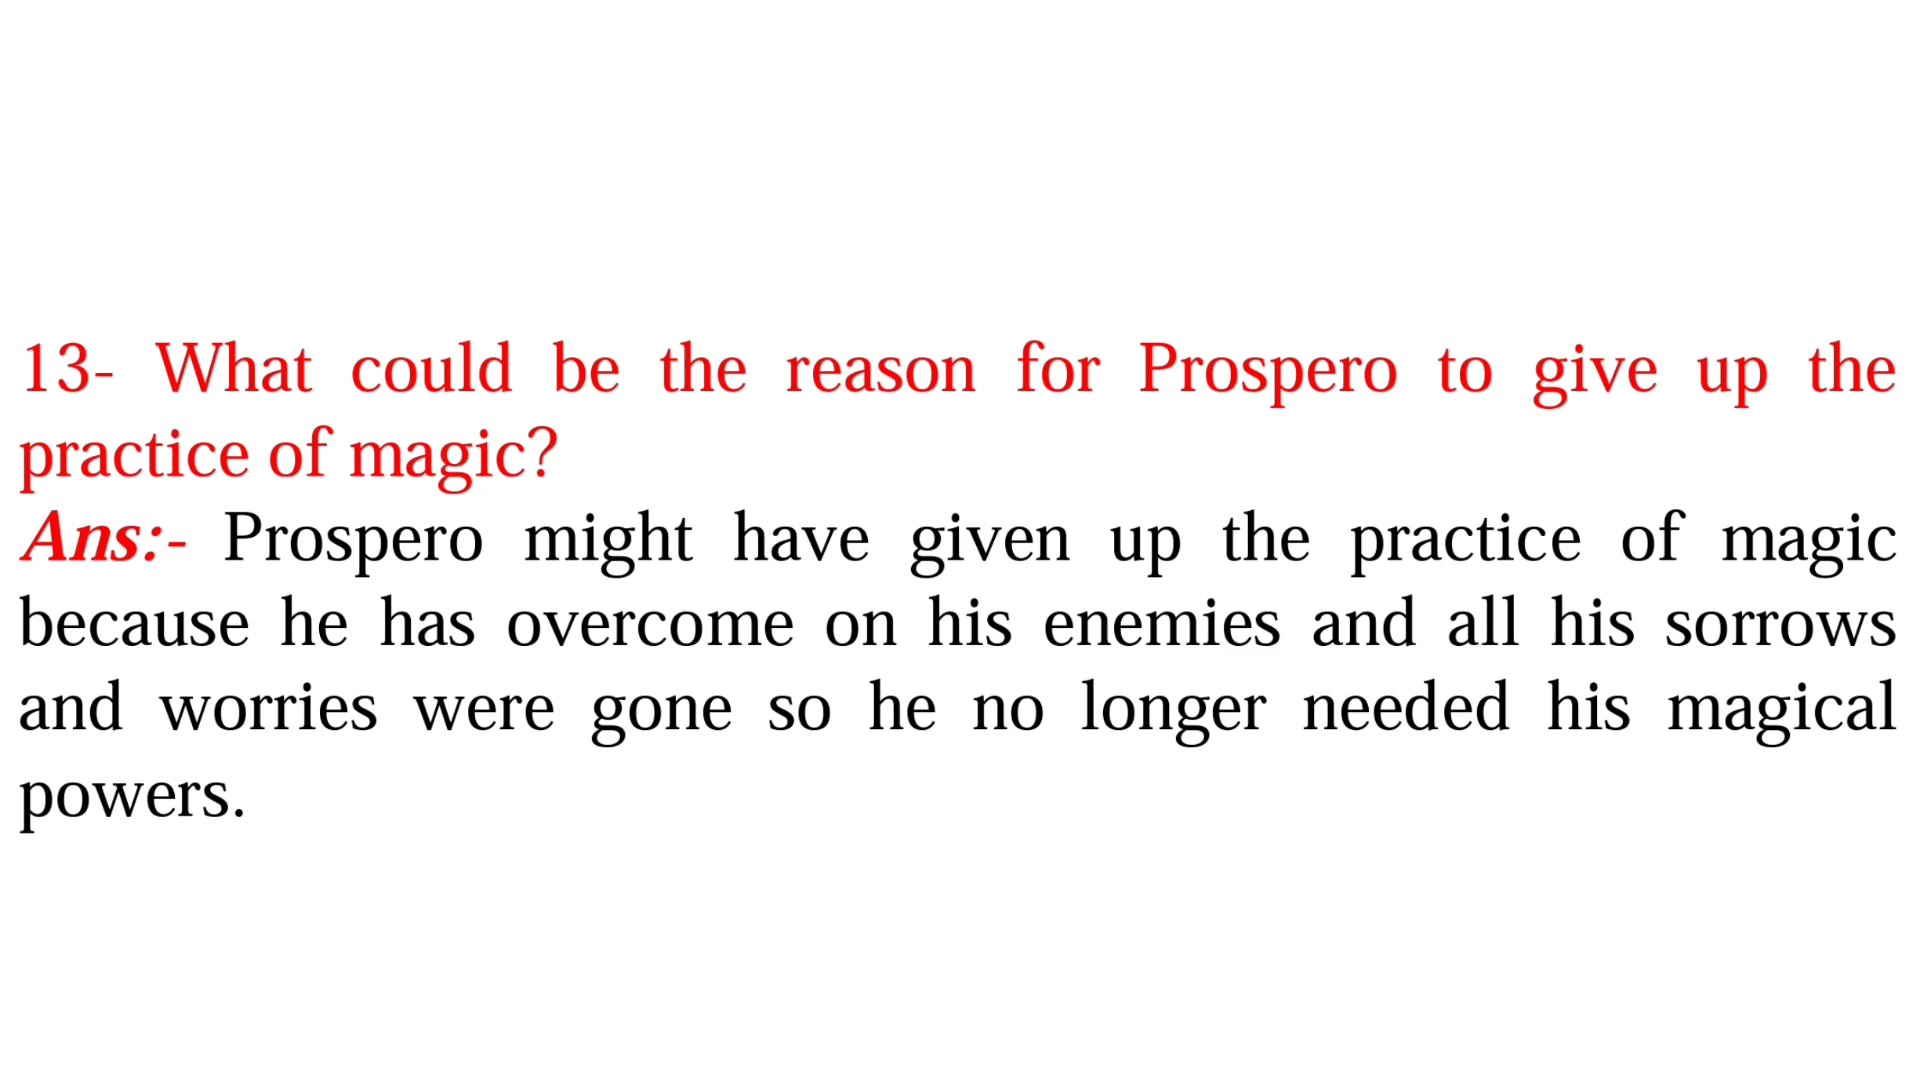 13- What could be the reason for Prospero to give up the
practice of magic?
Ans:- Prospero might have given up the practice of magic
because he has overcome on his enemies and all his sorrows
and worries were gone so he no longer needed his magical
powers.